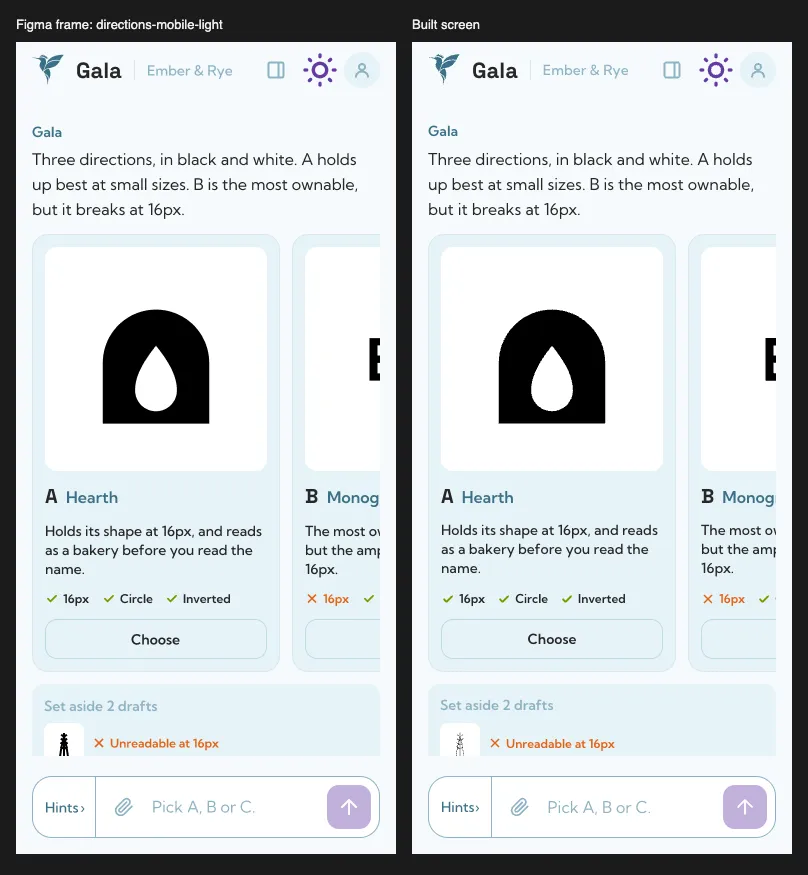 Figma frame: directions-mobile-light
Gala
Ember & Rye
Gala
Three directions, in black and white. A holds
up best at small sizes. B is the most ownable,
but it breaks at 16px.
A Hearth
Holds its shape at 16px, and reads
as a bakery before you read the
name.
16px Circle Inverted
Choose
B Monog
The most
but the
16px.
16px
Set aside 2 drafts
Unreadable at 16px
Hints›
Pick A, B or C.
Built screen
Gala
Ember & Rye
Gala
Three directions, in black and white. A holds
up best at small sizes. B is the most ownable,
but it breaks at 16px.
A Hearth
Holds its shape at 16px, and reads
as a bakery before you read the
name.
16px Circle Inverted
Choose
B Monog
The most
but the
16px.
16px
Set aside 2 drafts
Unreadable at 16px
Hints›
Pick A, B or C.